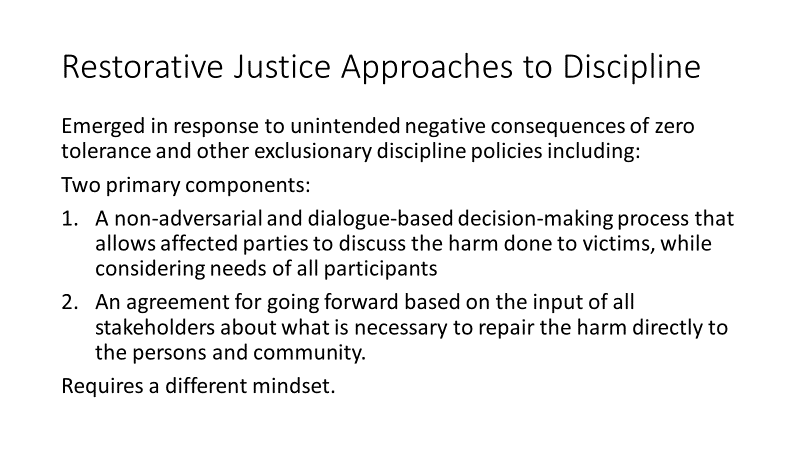 Restorative Justice Approaches to Discipline
Emerged in response to unintended negative consequences of zero
tolerance and other exclusionary discipline policies including:
Two primary components:
1. A non-adversarial and dialogue-based decision-making process that
allows affected parties to discuss the harm done to victims, while
considering needs of all participants
2. An agreement for going forward based on the input of all
stakeholders about what is necessary to repair the harm directly to
the persons and community.
Requires a different mindset.